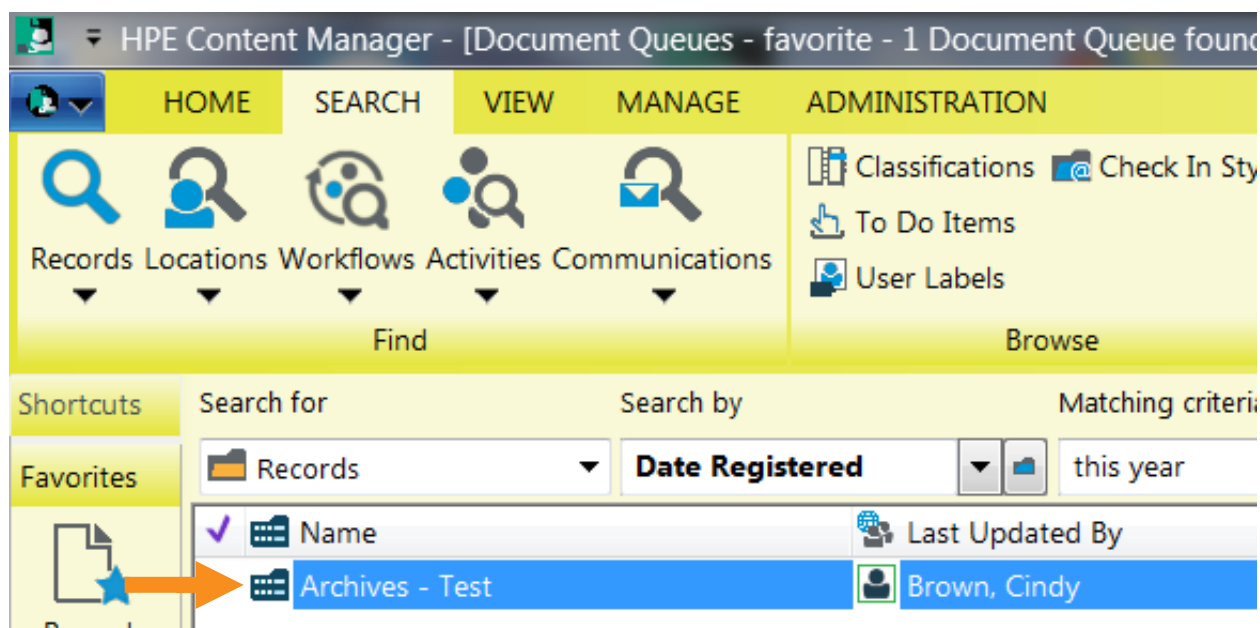 HPE Content Manager - [Document Queues - favorite - 1 Document Queue found
HOME SEARCH VIEW MANAGE ADMINISTRATION
Classifications Check In Sty
To Do Items
User Labels
Records Locations Workflows Activities Communications
Find Browse
Shortcuts Search for Search by Matching criteria
Favorites Records Date Registered this year
Name Last Updated By
Archives - Test Brown, Cindy